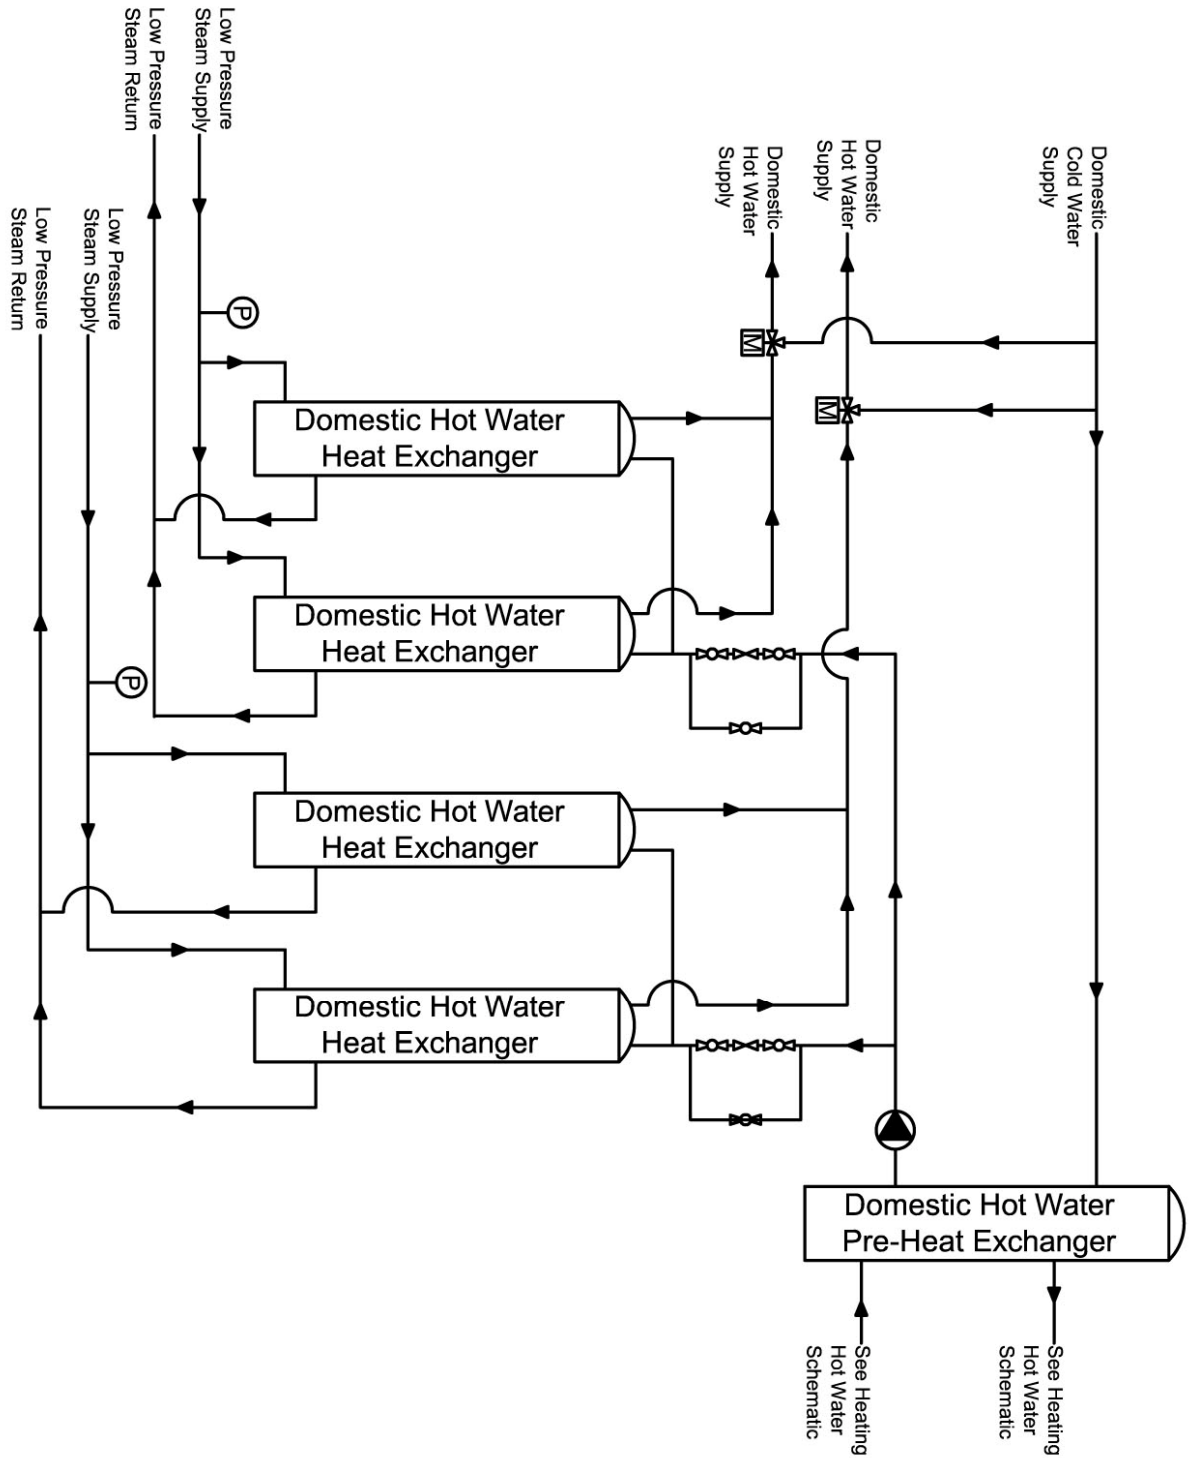 Low Pressure
Steam Return
Low Pressure
Steam Supply
Low Pressure
Steam Return
Low Pressure
Steam Supply
Domestic
Hot Water
Supply
Domestic
Hot Water
Supply
Domestic
Cold Water
Supply
P
M
M
Domestic Hot Water
Heat Exchanger
Domestic Hot Water
Heat Exchanger
P
Domestic Hot Water
Heat Exchanger
Domestic Hot Water
Heat Exchanger
Domestic Hot Water
Pre-Heat Exchanger
See Heating
Hot Water
Schematic
See Heating
Hot Water
Schematic